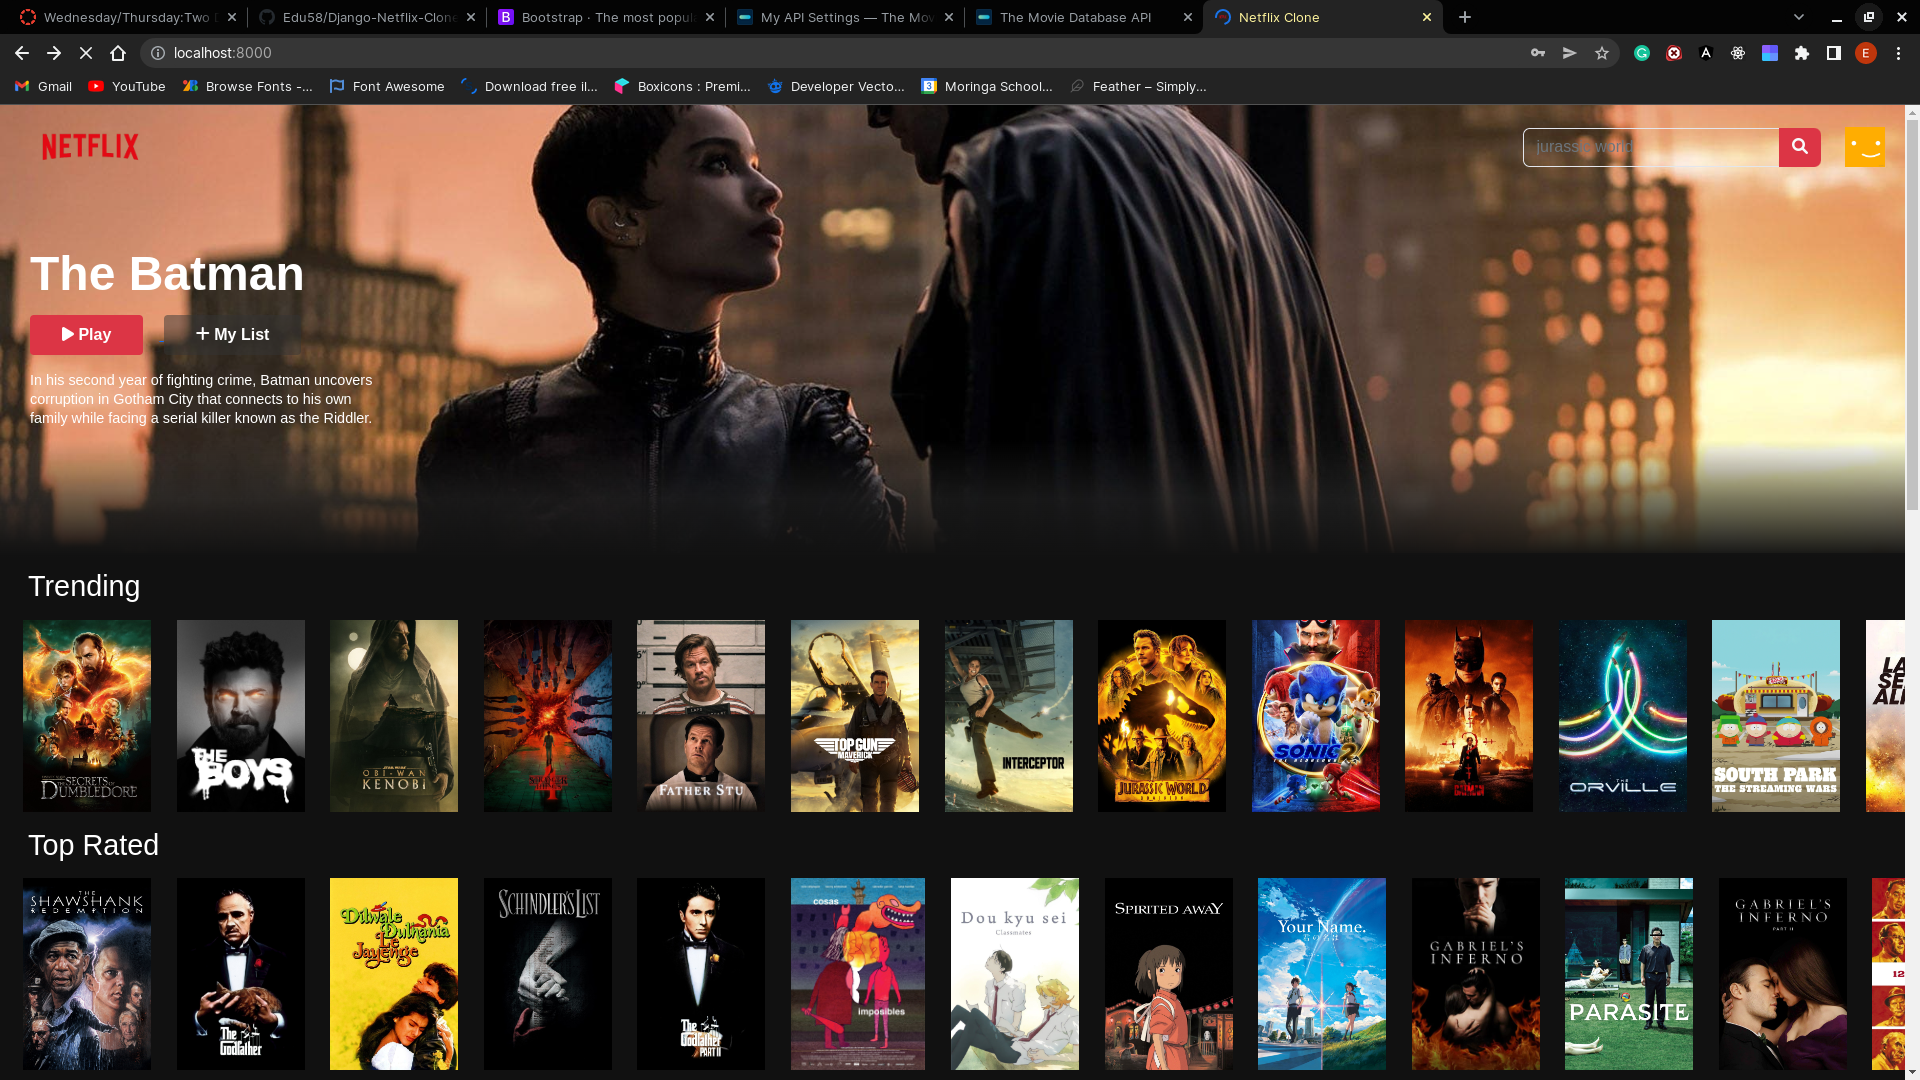 Wednesday/Thursday:Two
Edu58/Django-Netflix-Clone
Bootstrap · The most popul
My API Settings — The Mov
The Movie Database API
Netflix Clone
localhost:8000
E
Gmail
YouTube
Browse Fonts -...
Font Awesome
Download free il...
Boxicons : Premi...
Developer Vecto...
Moringa School...
Feather – Simply...
NETFLIX
jurassic world
The Batman
Play
My List
In his second year of fighting crime, Batman uncovers
corruption in Gotham City that connects to his own
family while facing a serial killer known as the Riddler.
Trending
SECRETS
DUMBLEDORE
THE
BOYS
OBI-WAN
KENOBI
FATHER STU
TOP GUN
MAVERICK
INTERCEPTOR
JURASSIC WORLD
SONIC 2
BATMAN
THE
ORVILLE
SOUTH PARK
THE STREAMING WARS
Top Rated
THE
SHAWSHANK
REDEMPTION
The
Godfather
Dilwale
Dulhania
Le
Jayenge
SCHINDLER'S LIST
The
Godfather
PART II
cosas
imposibles
Dou kyu sei
Classmates
SPIRITED AWAY
Your Name.
君の名は
GABRIEL'S
INFERNO
PARASITE
GABRIEL'S
INFERNO
PART II
12